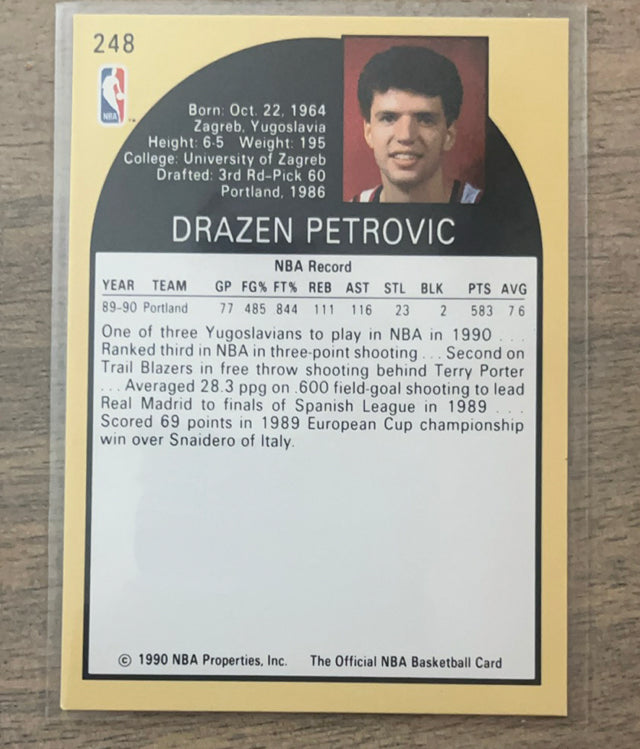 248
NBA
Born: Oct. 22, 1964
Zagreb, Yugoslavia
Height: 6-5 Weight: 195
College: University of Zagreb
Drafted: 3rd Rd-Pick 60
Portland, 1986
DRAZEN PETROVIC
NBA Record
YEAR TEAM GP FG% FT% REB AST STL BLK PTS AVG
89-90 Portland 77 485 844 111 116 23 2 583 7 6
One of three Yugoslavians to play in NBA in 1990 . . .
Ranked third in NBA in three-point shooting . . . Second on
Trail Blazers in free throw shooting behind Terry Porter
. . . Averaged 28.3 ppg on .600 field-goal shooting to lead
Real Madrid to finals of Spanish League in 1989 . . .
Scored 69 points in 1989 European Cup championship
win over Snaidero of Italy.
© 1990 NBA Properties, Inc. The Official NBA Basketball Card